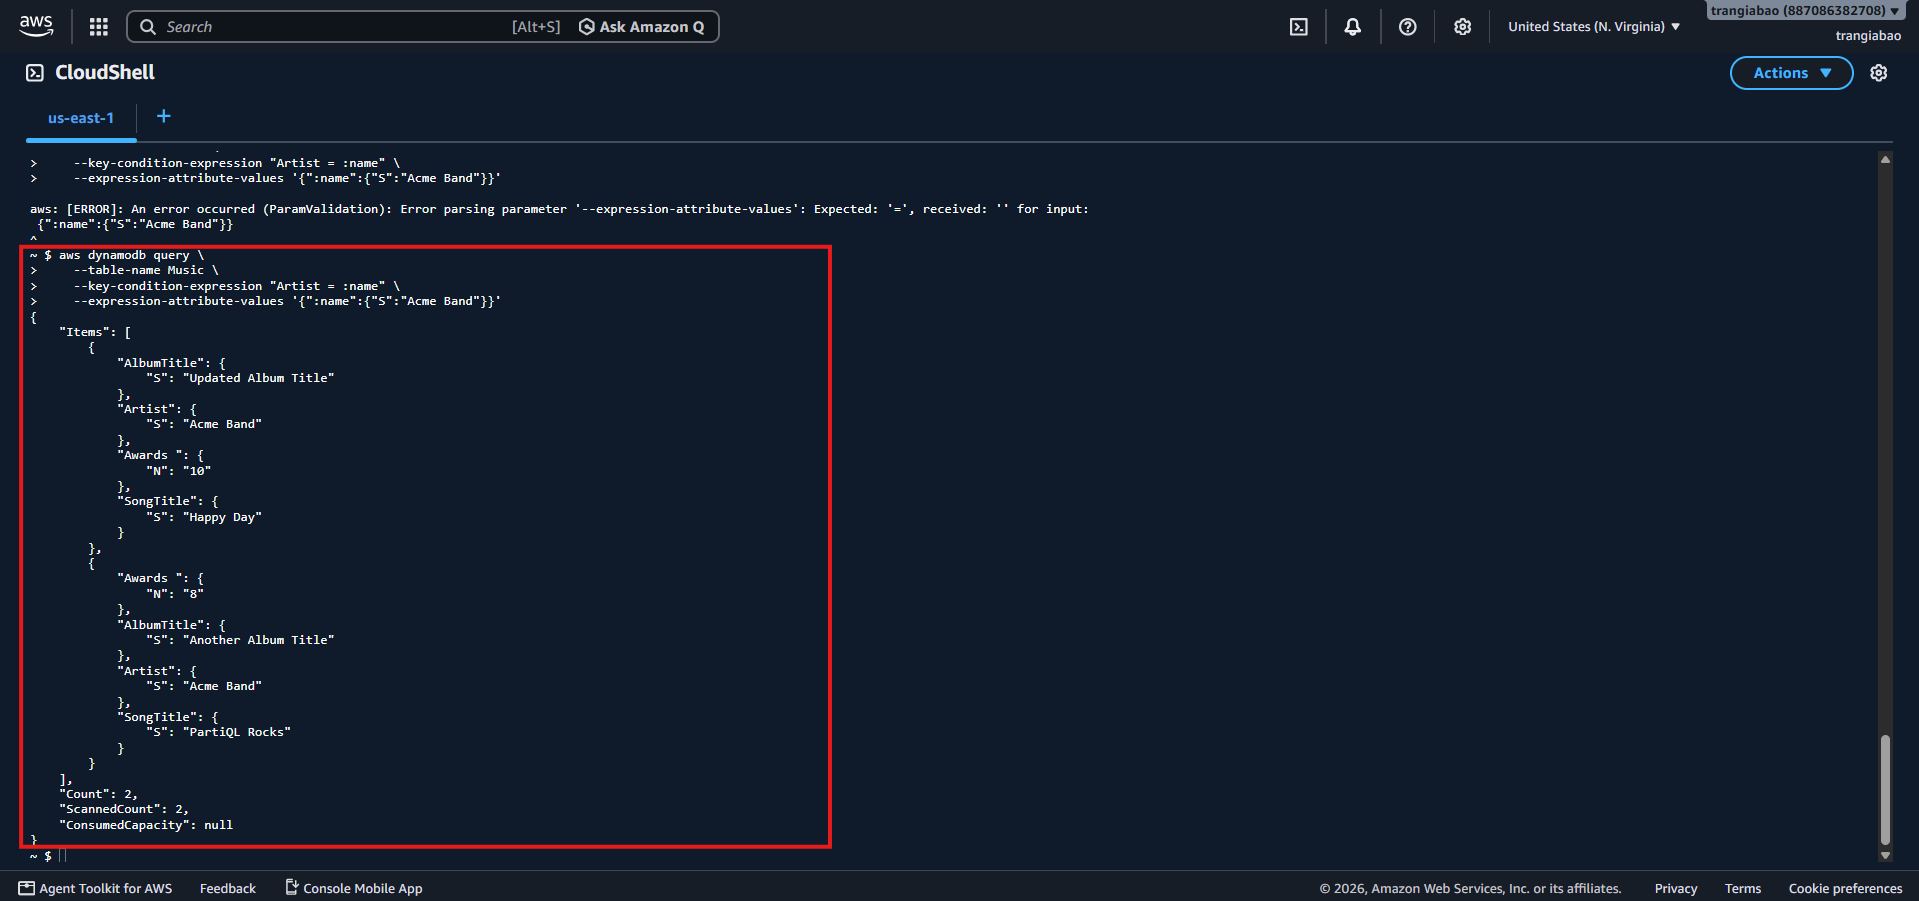 aws
Search
[Alt+S]
Ask Amazon Q
United States (N. Virginia)
trangiabao (887086382708)
trangiabao
CloudShell
Actions
us-east-1
+
>     --key-condition-expression "Artist = :name" \
>     --expression-attribute-values '{":name":{"S":"Acme Band"}}'
aws: [ERROR]: An error occurred (ParamValidation): Error parsing parameter '--expression-attribute-values': Expected: '=', received: '' for input:
 {":name":{"S":"Acme Band"}}
^
~ $ aws dynamodb query \
>     --table-name Music \
>     --key-condition-expression "Artist = :name" \
>     --expression-attribute-values '{":name":{"S":"Acme Band"}}'
{
    "Items": [
        {
            "AlbumTitle": {
                "S": "Updated Album Title"
            },
            "Artist": {
                "S": "Acme Band"
            },
            "Awards ": {
                "N": "10"
            },
            "SongTitle": {
                "S": "Happy Day"
            }
        },
        {
            "Awards ": {
                "N": "8"
            },
            "AlbumTitle": {
                "S": "Another Album Title"
            },
            "Artist": {
                "S": "Acme Band"
            },
            "SongTitle": {
                "S": "PartiQL Rocks"
            }
        }
    ],
    "Count": 2,
    "ScannedCount": 2,
    "ConsumedCapacity": null
}
~ $
Agent Toolkit for AWS
Feedback
Console Mobile App
© 2026, Amazon Web Services, Inc. or its affiliates.
Privacy
Terms
Cookie preferences